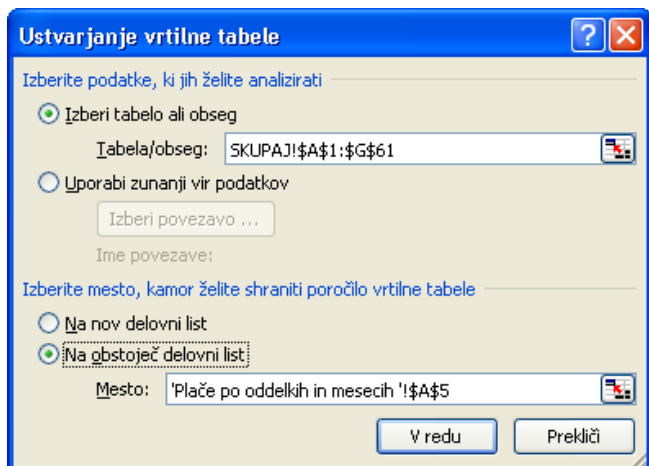 Ustvarjanje vrtilne tabele
Izberite podatke, ki jih želite analizirati
Izberi tabelo ali obseg
Tabela/obseg: SKUPAJ!$A$1:$G$61
Uporabi zunanji vir podatkov
Izberi povezavo ...
Ime povezave:
Izberite mesto, kamor želite shraniti poročilo vrtilne tabele
Na nov delovni list
Na obstoječ delovni list
Mesto: 'Plače po oddelkih in mesecih '!$A$5
V redu Prekliči